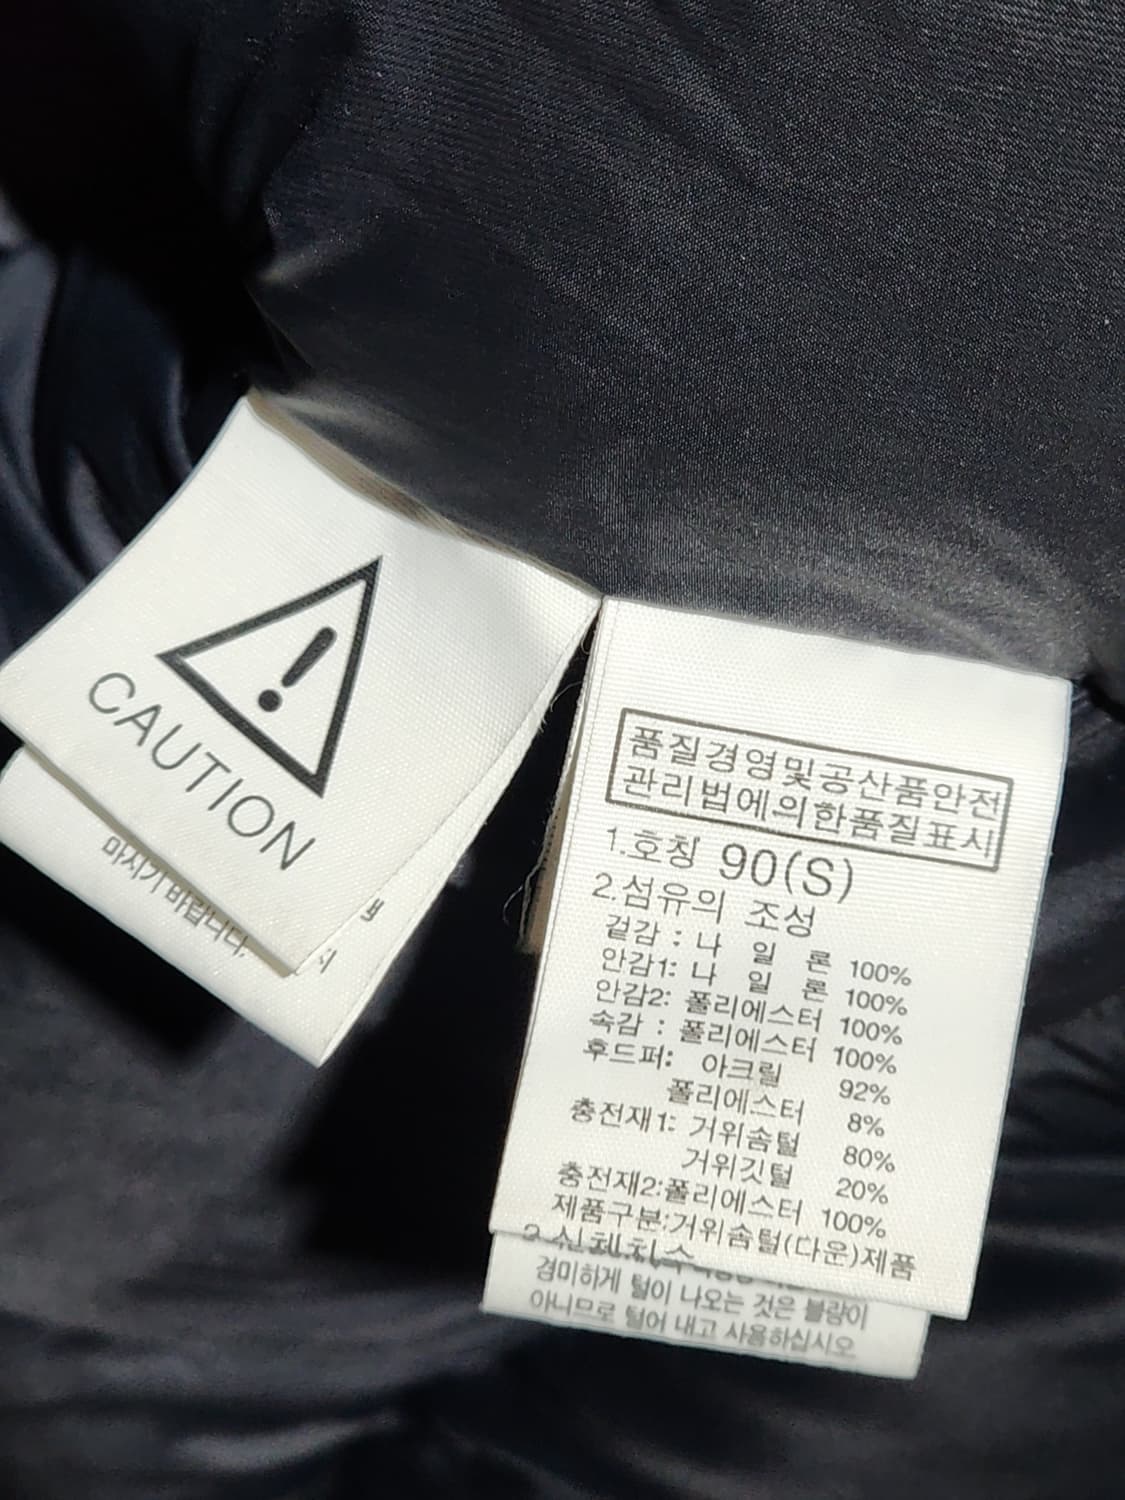 CAUTION
마시기 바랍니다.
품질경영및공산품안전
관리법에의한품질표시
1.호칭 90(S)
2.섬유의 조성
겉감 : 나 일 론 100%
안감1: 나 일 론 100%
안감2: 폴리에스터 100%
속감 : 폴리에스터 100%
후드퍼: 아크릴 92%
폴리에스터 8%
충전재1: 거위솜털 80%
거위깃털 20%
충전재2:폴리에스터 100%
제품구분:거위솜털(다운)제품
경미하게 털이 나오는 것은 불량이
아니므로 털어 내고 사용하십시오